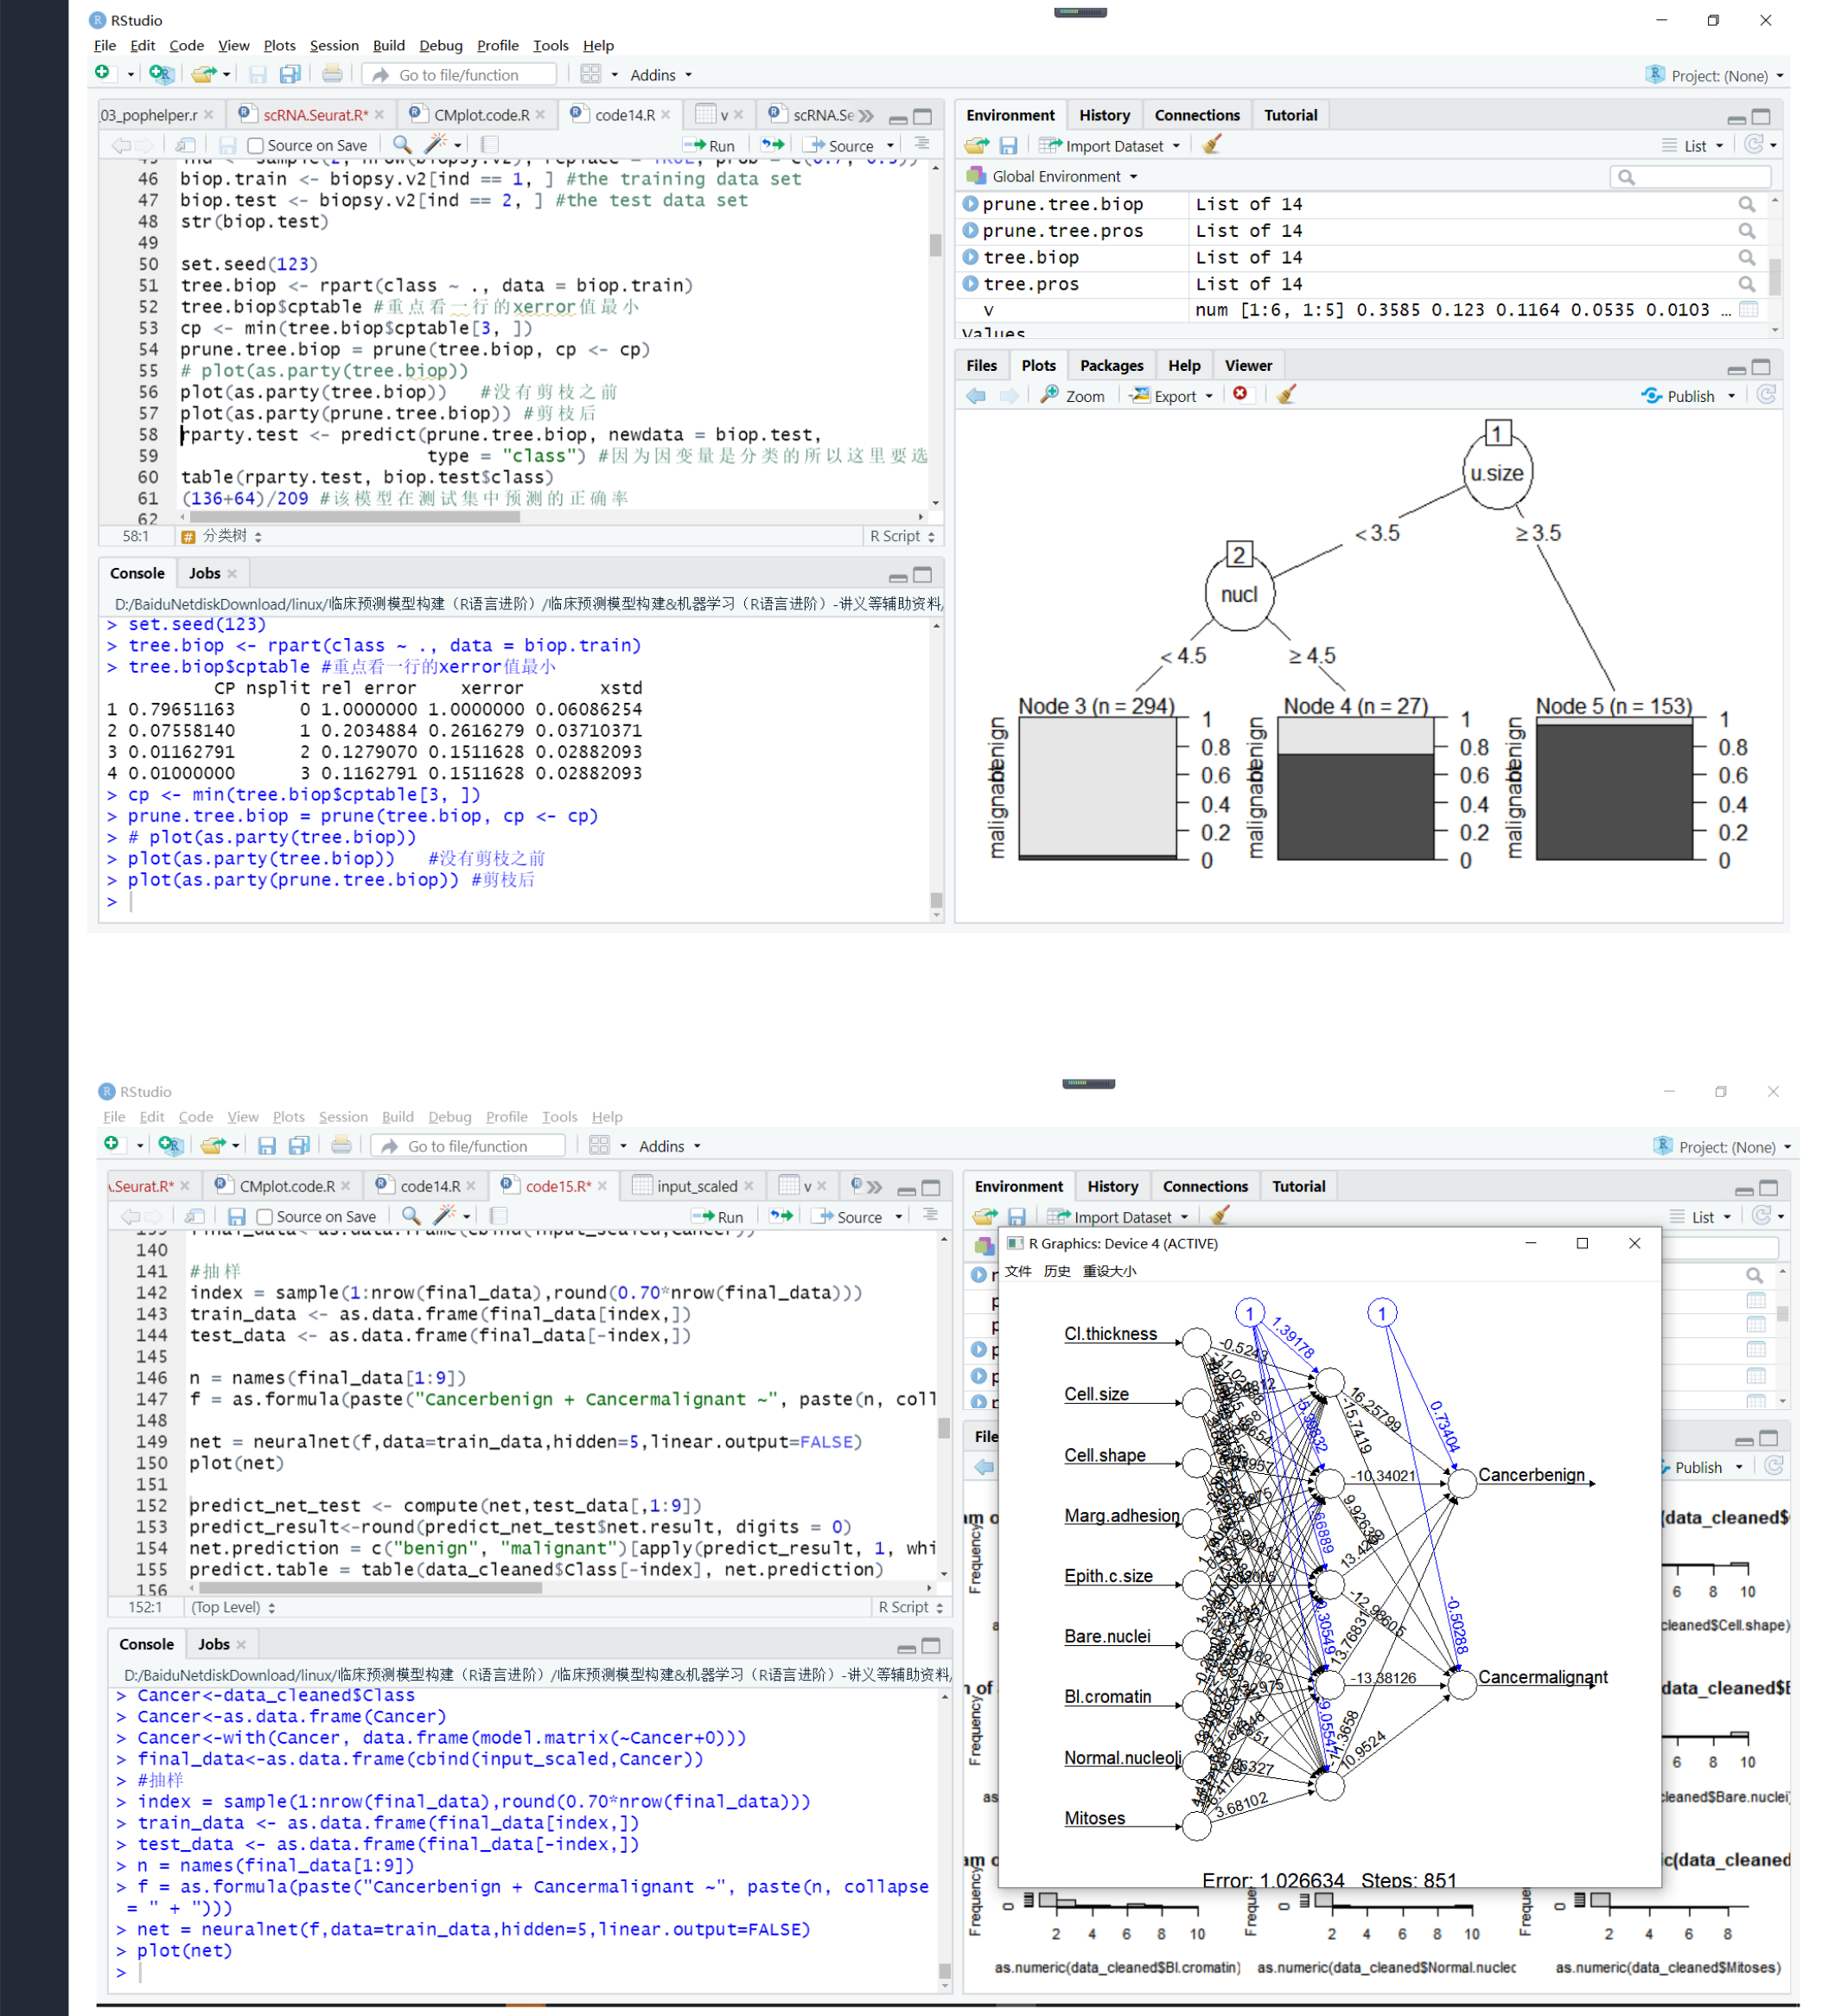 RStudio
File Edit Code View Plots Session Build Debug Profile Tools Help
Go to file/function Addins Project: (None)
03_pophelper.r scRNA.Seurat.R* CMplot.code.R code14.R v scRNA.Se
Source on Save Run Source
46 biop.train <- biopsy.v2[ind == 1, ] #the training data set
47 biop.test <- biopsy.v2[ind == 2, ] #the test data set
48 str(biop.test)
49
50 set.seed(123)
51 tree.biop <- rpart(class ~ ., data = biop.train)
52 tree.biop$cptable #重点看一行的xerror值最小
53 cp <- min(tree.biop$cptable[3, ])
54 prune.tree.biop = prune(tree.biop, cp <- cp)
55 # plot(as.party(tree.biop))
56 plot(as.party(tree.biop)) #没有剪枝之前
57 plot(as.party(prune.tree.biop)) #剪枝后
58 rparty.test <- predict(prune.tree.biop, newdata = biop.test,
59 type = "class") #因为因变量是分类的所以这里要选
60 table(rparty.test, biop.test$class)
61 (136+64)/209 #该模型在测试集中预测的正确率
62
58:1 分类树 R Script
Console Jobs
D:/BaiduNetdiskDownload/linux/临床预测模型构建（R语言进阶）/临床预测模型构建&机器学习（R语言进阶）-讲义等辅助资料/
> set.seed(123)
> tree.biop <- rpart(class ~ ., data = biop.train)
> tree.biop$cptable #重点看一行的xerror值最小
CP nsplit rel error xerror xstd
1 0.79651163 0 1.0000000 1.0000000 0.06086254
2 0.07558140 1 0.2034884 0.2616279 0.03710371
3 0.01162791 2 0.1279070 0.1511628 0.02882093
4 0.01000000 3 0.1162791 0.1511628 0.02882093
> cp <- min(tree.biop$cptable[3, ])
> prune.tree.biop = prune(tree.biop, cp <- cp)
> # plot(as.party(tree.biop))
> plot(as.party(tree.biop)) #没有剪枝之前
> plot(as.party(prune.tree.biop)) #剪枝后
>
Environment History Connections Tutorial
Import Dataset List
Global Environment
prune.tree.biop List of 14
prune.tree.pros List of 14
tree.biop List of 14
tree.pros List of 14
v num [1:6, 1:5] 0.3585 0.123 0.1164 0.0535 0.0103 ...
Values
Files Plots Packages Help Viewer
Zoom Export Publish
1
u.size
< 3.5 ≥ 3.5
2
nucl
< 4.5 ≥ 4.5
Node 3 (n = 294) Node 4 (n = 27) Node 5 (n = 153)
malignant benign malignant benign malignant benign
1 1 1
0.8 0.8 0.8
0.6 0.6 0.6
0.4 0.4 0.4
0.2 0.2 0.2
0 0 0
RStudio
File Edit Code View Plots Session Build Debug Profile Tools Help
Go to file/function Addins Project: (None)
.Seurat.R* CMplot.code.R code14.R code15.R* input_scaled v
Source on Save Run Source
140
141 #抽样
142 index = sample(1:nrow(final_data),round(0.70*nrow(final_data)))
143 train_data <- as.data.frame(final_data[index,])
144 test_data <- as.data.frame(final_data[-index,])
145
146 n = names(final_data[1:9])
147 f = as.formula(paste("Cancerbenign + Cancermalignant ~", paste(n, coll
148
149 net = neuralnet(f,data=train_data,hidden=5,linear.output=FALSE)
150 plot(net)
151
152 predict_net_test <- compute(net,test_data[,1:9])
153 predict_result<-round(predict_net_test$net.result, digits = 0)
154 net.prediction = c("benign", "malignant")[apply(predict_result, 1, whi
155 predict.table = table(data_cleaned$Class[-index], net.prediction)
156
152:1 (Top Level) R Script
Console Jobs
D:/BaiduNetdiskDownload/linux/临床预测模型构建（R语言进阶）/临床预测模型构建&机器学习（R语言进阶）-讲义等辅助资料/
> Cancer<-data_cleaned$Class
> Cancer<-as.data.frame(Cancer)
> Cancer<-with(Cancer, data.frame(model.matrix(~Cancer+0)))
> final_data<-as.data.frame(cbind(input_scaled,Cancer))
> #抽样
> index = sample(1:nrow(final_data),round(0.70*nrow(final_data)))
> train_data <- as.data.frame(final_data[index,])
> test_data <- as.data.frame(final_data[-index,])
> n = names(final_data[1:9])
> f = as.formula(paste("Cancerbenign + Cancermalignant ~", paste(n, collapse
= " + ")))
> net = neuralnet(f,data=train_data,hidden=5,linear.output=FALSE)
> plot(net)
>
Environment History Connections Tutorial
Import Dataset List
R Graphics: Device 4 (ACTIVE)
文件 历史 重设大小
1 1
Cl.thickness
Cell.size
Cell.shape
Marg.adhesion
Epith.c.size
Bare.nuclei
Bl.cromatin
Normal.nucleoli
Mitoses
-0.5243
1.39178
16.25799
-15.7419
0.73404
-10.34021
-12.98605
-0.50288
-13.38126
10.9524
3.68102
Cancerbenign
Cancermalignant
Error: 1.026634 Steps: 851
File
Publish
(data_cleaned$
Frequency
6 8 10
cleaned$Cell.shape)
data_cleaned$B
Frequency
6 8 10
cleaned$Bare.nuclei)
c(data_cleaned
Frequency Frequency Frequency
0 0 0
2 4 6 8 10 2 4 6 8 10 2 4 6 8
as.numeric(data_cleaned$Bl.cromatin) as.numeric(data_cleaned$Normal.nucleo as.numeric(data_cleaned$Mitoses)